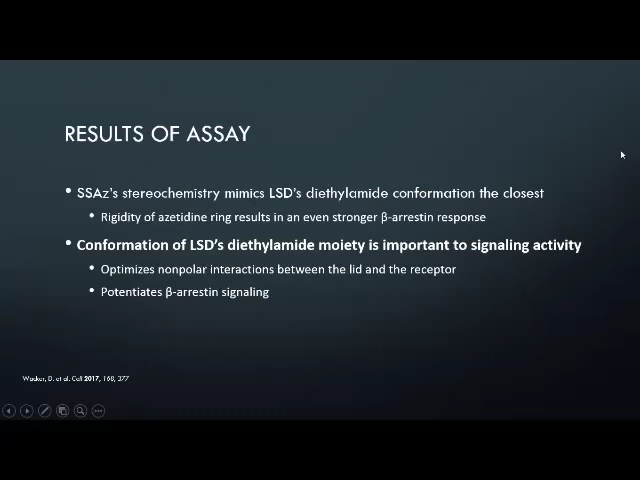 RESULTS OF ASSAY
• SSAz's stereochemistry mimics LSD's diethylamide conformation the closest
• Rigidity of azetidine ring results in an even stronger β-arrestin response
• Conformation of LSD's diethylamide moiety is important to signaling activity
• Optimizes nonpolar interactions between the lid and the receptor
• Potentiates β-arrestin signaling
Wacker, D. et al. Cell 2017, 168, 377